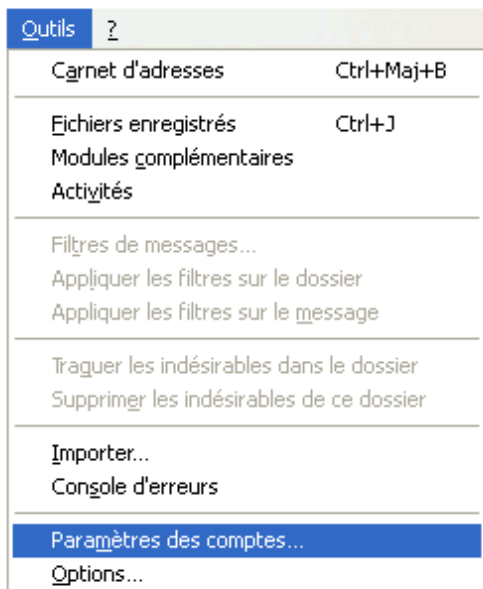 Outils ?
Carnet d'adresses Ctrl+Maj+B
Fichiers enregistrés Ctrl+J
Modules complémentaires
Activités
Filtres de messages...
Appliquer les filtres sur le dossier
Appliquer les filtres sur le message
Traquer les indésirables dans le dossier
Supprimer les indésirables de ce dossier
Importer...
Console d'erreurs
Paramètres des comptes...
Options...